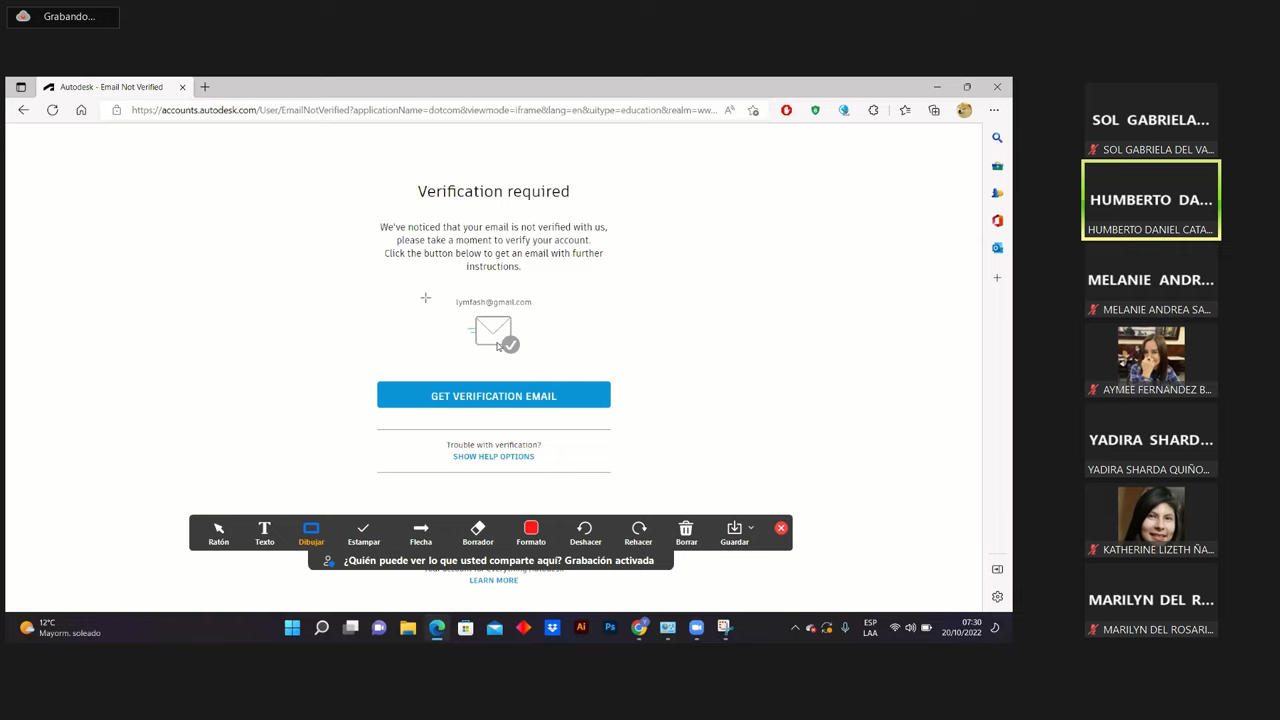 Grabando...
Autodesk - Email Not Verified
https://accounts.autodesk.com/User/EmailNotVerified?applicationName=dotcom&viewmode=iframe&lang=en&uitype=education&realm=ww...
Verification required
We've noticed that your email is not verified with us,
please take a moment to verify your account.
Click the button below to get an email with further
instructions.
lymfash@gmail.com
GET VERIFICATION EMAIL
Trouble with verification?
SHOW HELP OPTIONS
Ratón
Texto
Dibujar
Estampar
Flecha
Borrador
Formato
Deshacer
Rehacer
Borrar
Guardar
¿Quién puede ver lo que usted comparte aquí? Grabación activada
LEARN MORE
12°C
Mayorm. soleado
Ai
Ps
ESP
LAA
07:30
20/10/2022
SOL GABRIELA...
SOL GABRIELA DEL VA...
HUMBERTO DA...
HUMBERTO DANIEL CATA...
MELANIE ANDR...
MELANIE ANDREA SA...
AYMEE FERNANDEZ B...
YADIRA SHARD...
YADIRA SHARDA QUIÑO...
KATHERINE LIZETH ÑA...
MARILYN DEL R...
MARILYN DEL ROSARI...